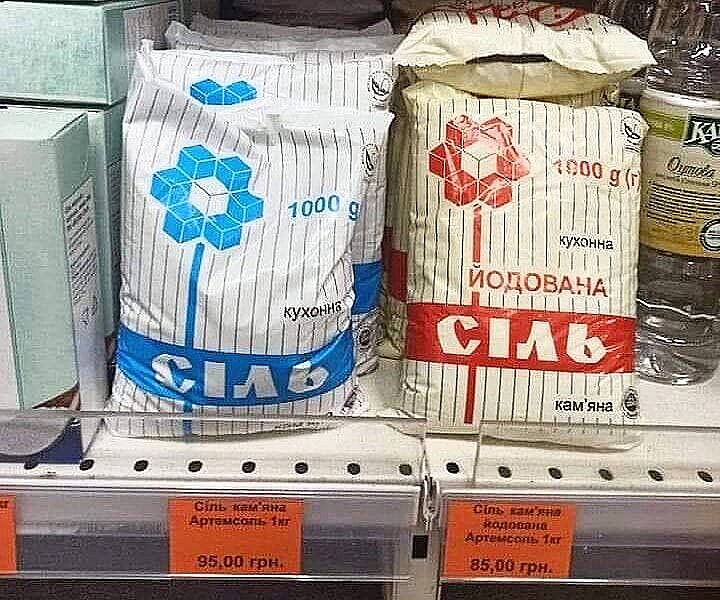 1000 g
кухонна
СІЛЬ
1000 g (г)
кухонна
ЙОДОВАНА
СІЛЬ
кам'яна
Сіль кам'яна
Артемсоль 1кг
95,00 грн.
Сіль кам'яна
йодована
Артемсоль 1кг
85,00 грн.